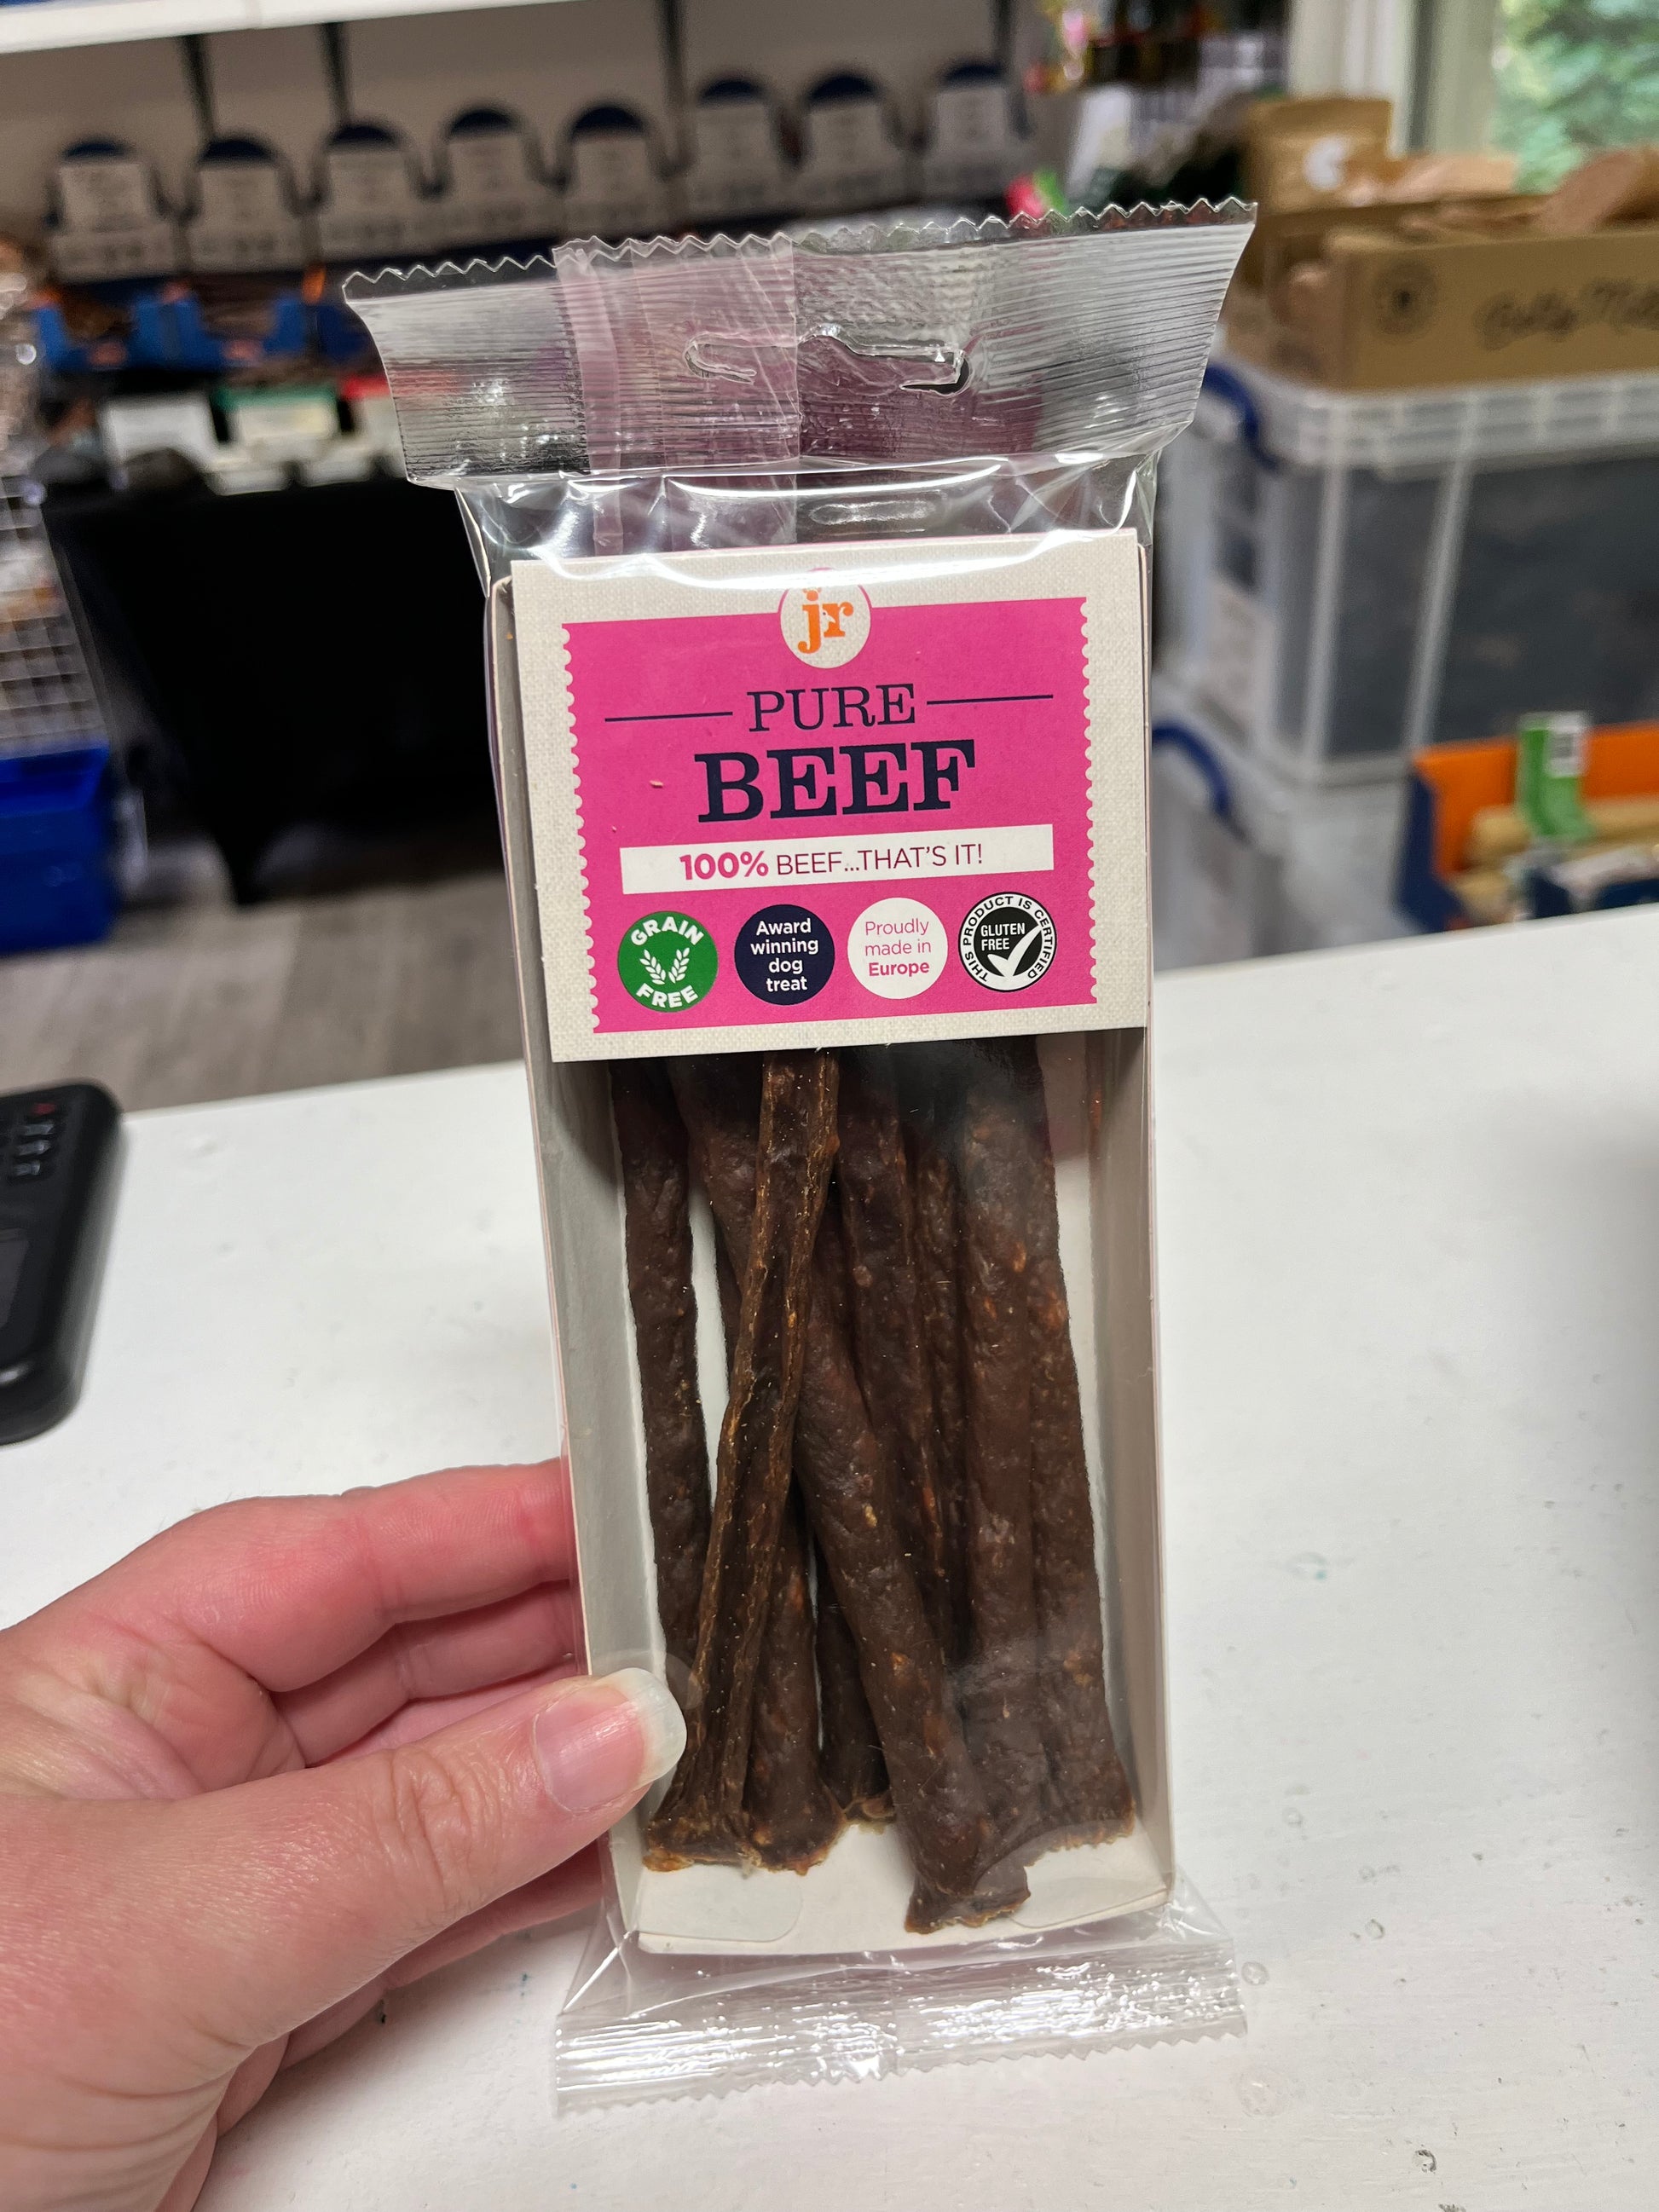 jr
PURE
BEEF
100% BEEF...THAT'S IT!
GRAIN
FREE
Award
winning
dog
treat
Proudly
made in
Europe
THIS PRODUCT IS CERTIFIED
GLUTEN
FREE